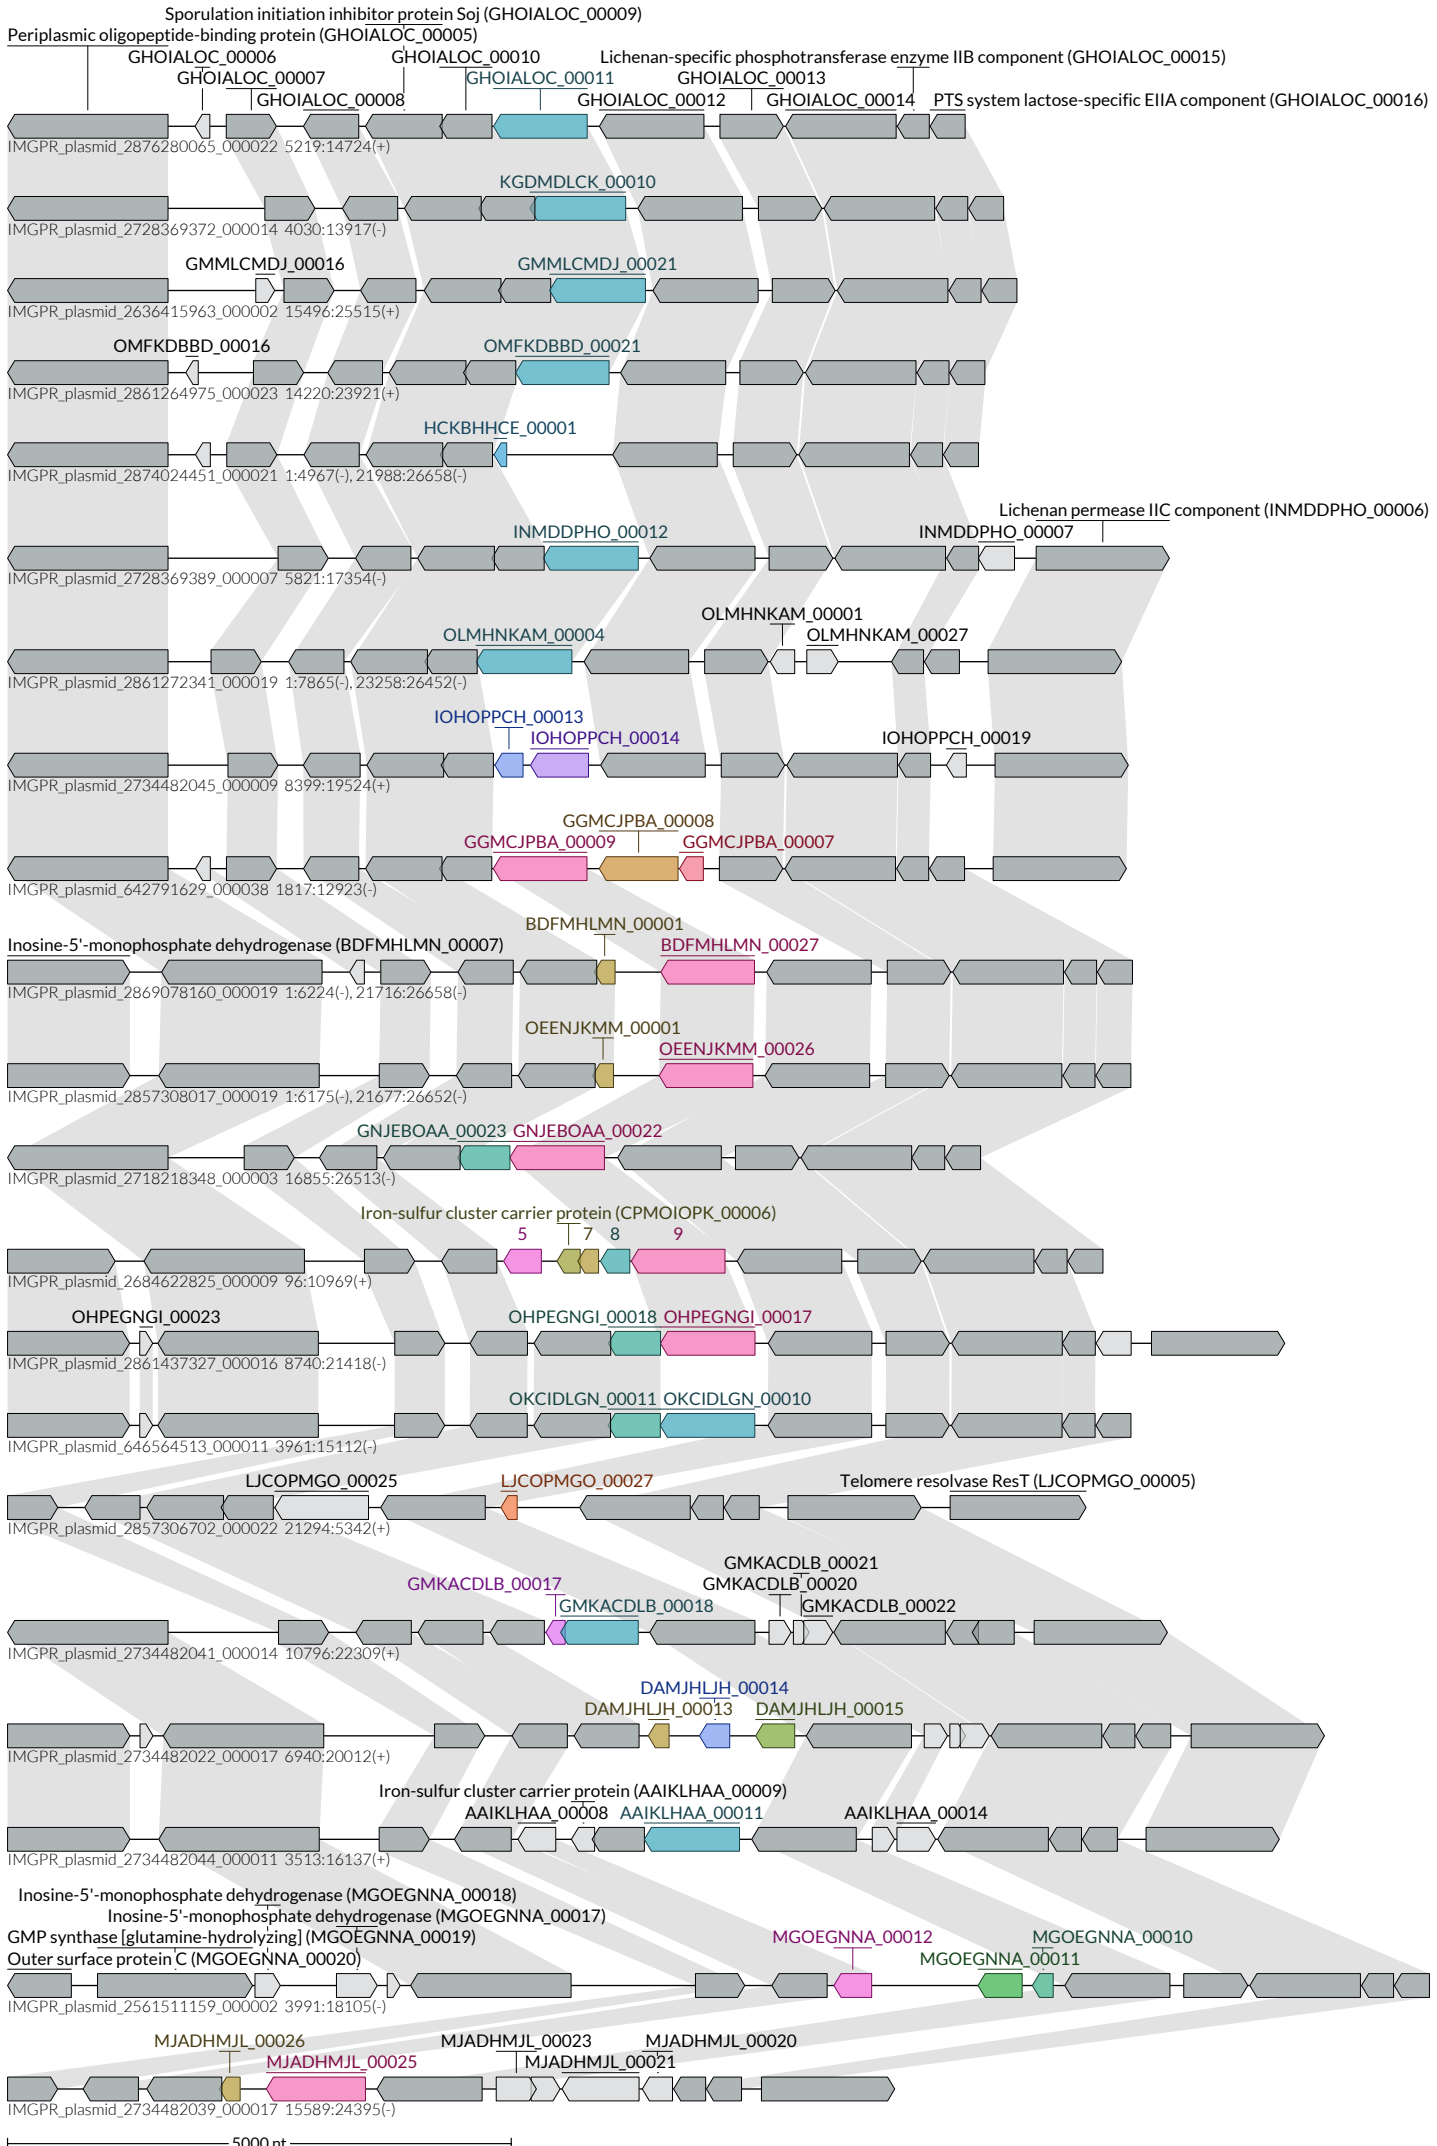 Sporulation initiation inhibitor protein Soj (GHOIALOC_00009)
Periplasmic oligopeptide-binding protein (GHOIALOC_00005)
GHOIALOC_00006 GHOIALOC_00010 Lichenan-specific phosphotransferase enzyme IIB component (GHOIALOC_00015)
GHOIALOC_00007 GHOIALOC_00011 GHOIALOC_00013
GHOIALOC_00008 GHOIALOC_00012 GHOIALOC_00014 PTS system lactose-specific EIIA component (GHOIALOC_00016)
IMGPR_plasmid_2876280065_000022 5219:14724(+)
KGDMDLCK_00010
IMGPR_plasmid_2728369372_000014 4030:13917(-)
GMMLCMDJ_00016 GMMLCMDJ_00021
IMGPR_plasmid_2636415963_000002 15496:25515(+)
OMFKDBBD_00016 OMFKDBBD_00021
IMGPR_plasmid_2861264975_000023 14220:23921(+)
HCKBHHCE_00001
IMGPR_plasmid_2874024451_000021 1:4967(-), 21988:26658(-)
Lichenan permease IIC component (INMDDPHO_00006)
INMDDPHO_00012 INMDDPHO_00007
IMGPR_plasmid_2728369389_000007 5821:17354(-)
OLMHNKAM_00001
OLMHNKAM_00004 OLMHNKAM_00027
IMGPR_plasmid_2861272341_000019 1:7865(-), 23258:26452(-)
IOHOPPCH_00013
IOHOPPCH_00014 IOHOPPCH_00019
IMGPR_plasmid_2734482045_000009 8399:19524(+)
GGMCJPBA_00008
GGMCJPBA_00009 GGMCJPBA_00007
IMGPR_plasmid_642791629_000038 1817:12923(-)
BDFMHLMN_00001
Inosine-5'-monophosphate dehydrogenase (BDFMHLMN_00007) BDFMHLMN_00027
IMGPR_plasmid_2869078160_000019 1:6224(-), 21716:26658(-)
OEENJKMM_00001
OEENJKMM_00026
IMGPR_plasmid_2857308017_000019 1:6175(-), 21677:26652(-)
GNJEBOAA_00023 GNJEBOAA_00022
IMGPR_plasmid_2718218348_000003 16855:26513(-)
Iron-sulfur cluster carrier protein (CPMOIOPK_00006)
5 7 8 9
IMGPR_plasmid_2684622825_000009 96:10969(+)
OHPEGNGI_00023 OHPEGNGI_00018 OHPEGNGI_00017
IMGPR_plasmid_2861437327_000016 8740:21418(-)
OKCIDLGN_00011 OKCIDLGN_00010
IMGPR_plasmid_646564513_000011 3961:15112(-)
LJCOPMGO_00025 LJCOPMGO_00027 Telomere resolvase ResT (LJCOPMGO_00005)
IMGPR_plasmid_2857306702_000022 21294:5342(+)
GMKACDLB_00021
GMKACDLB_00017 GMKACDLB_00020
GMKACDLB_00018 GMKACDLB_00022
IMGPR_plasmid_2734482041_000014 10796:22309(+)
DAMJHLJH_00014
DAMJHLJH_00013 DAMJHLJH_00015
IMGPR_plasmid_2734482022_000017 6940:20012(+)
Iron-sulfur cluster carrier protein (AAIKLHAA_00009)
AAIKLHAA_00008 AAIKLHAA_00011 AAIKLHAA_00014
IMGPR_plasmid_2734482044_000011 3513:16137(+)
Inosine-5'-monophosphate dehydrogenase (MGOEGNNA_00018)
Inosine-5'-monophosphate dehydrogenase (MGOEGNNA_00017)
GMP synthase [glutamine-hydrolyzing] (MGOEGNNA_00019) MGOEGNNA_00012 MGOEGNNA_00010
Outer surface protein C (MGOEGNNA_00020) MGOEGNNA_00011
IMGPR_plasmid_2561511159_000002 3991:18105(-)
MJADHMJL_00026 MJADHMJL_00023 MJADHMJL_00020
MJADHMJL_00025 MJADHMJL_00021
IMGPR_plasmid_2734482039_000017 15589:24395(-)
5000 nt